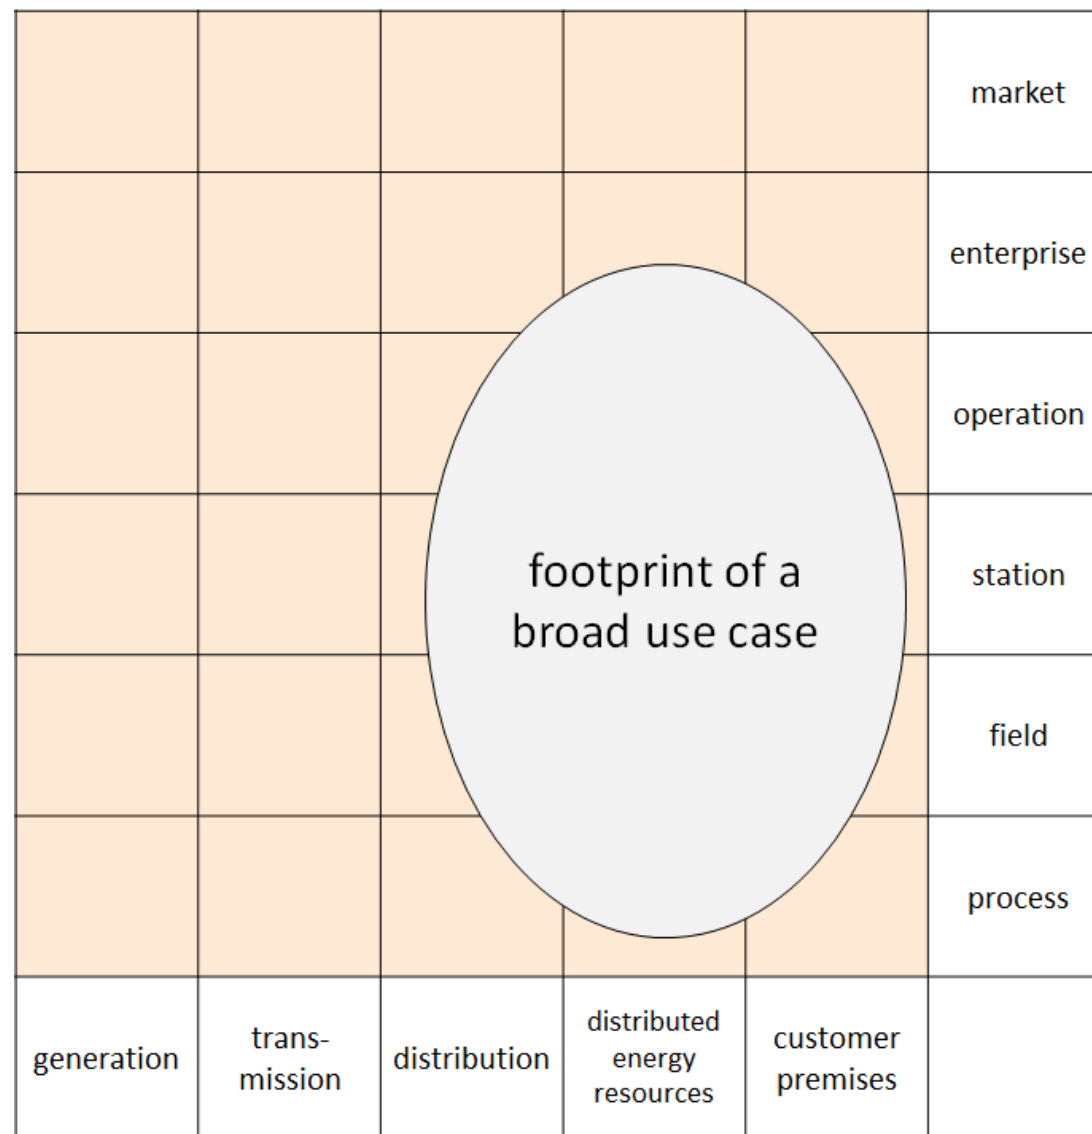 market
enterprise
operation
footprint of a
broad use case
station
field
process
generation
trans-
mission
distribution
distributed
energy
resources
customer
premises